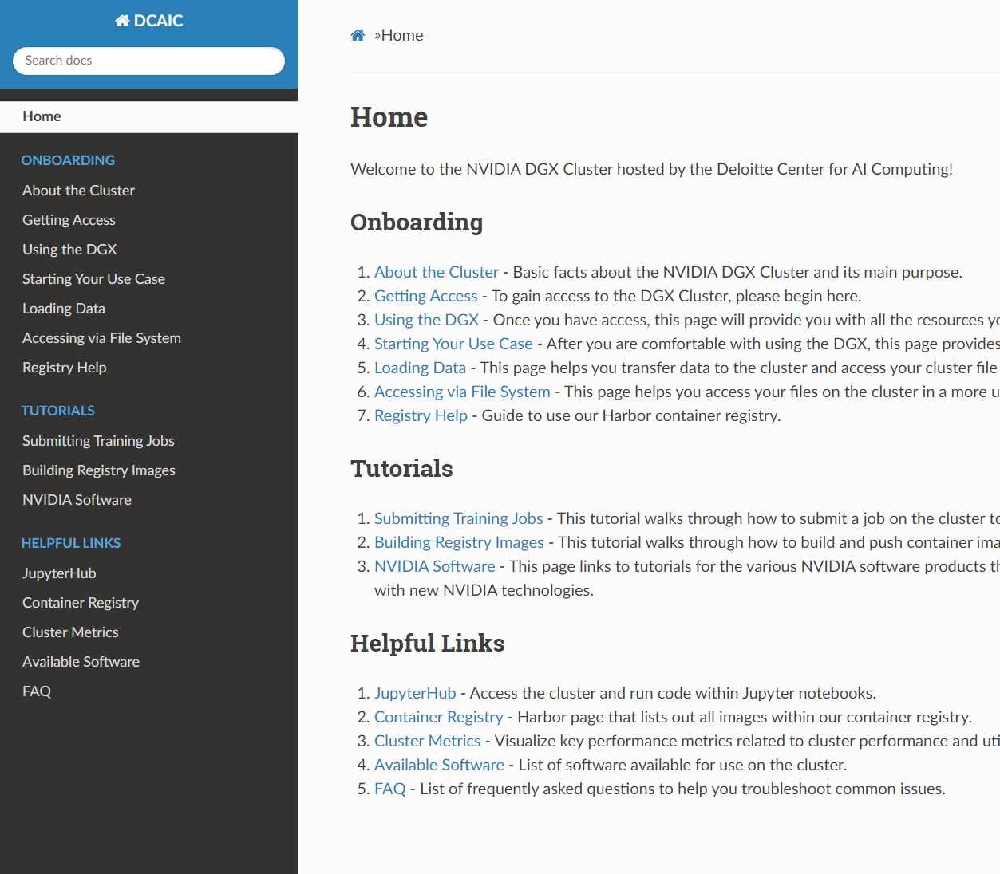 DCAIC
Search docs
Home
ONBOARDING
About the Cluster
Getting Access
Using the DGX
Starting Your Use Case
Loading Data
Accessing via File System
Registry Help
TUTORIALS
Submitting Training Jobs
Building Registry Images
NVIDIA Software
HELPFUL LINKS
JupyterHub
Container Registry
Cluster Metrics
Available Software
FAQ
»Home
Home
Welcome to the NVIDIA DGX Cluster hosted by the Deloitte Center for AI Computing!
Onboarding
1. About the Cluster - Basic facts about the NVIDIA DGX Cluster and its main purpose.
2. Getting Access - To gain access to the DGX Cluster, please begin here.
3. Using the DGX - Once you have access, this page will provide you with all the resources
4. Starting Your Use Case - After you are comfortable with using the DGX, this page provides
5. Loading Data - This page helps you transfer data to the cluster and access your cluster file
6. Accessing via File System - This page helps you access your files on the cluster in a more
7. Registry Help - Guide to use our Harbor container registry.
Tutorials
1. Submitting Training Jobs - This tutorial walks through how to submit a job on the cluster
2. Building Registry Images - This tutorial walks through how to build and push container
3. NVIDIA Software - This page links to tutorials for the various NVIDIA software products
with new NVIDIA technologies.
Helpful Links
1. JupyterHub - Access the cluster and run code within Jupyter notebooks.
2. Container Registry - Harbor page that lists out all images within our container registry.
3. Cluster Metrics - Visualize key performance metrics related to cluster performance and
4. Available Software - List of software available for use on the cluster.
5. FAQ - List of frequently asked questions to help you troubleshoot common issues.